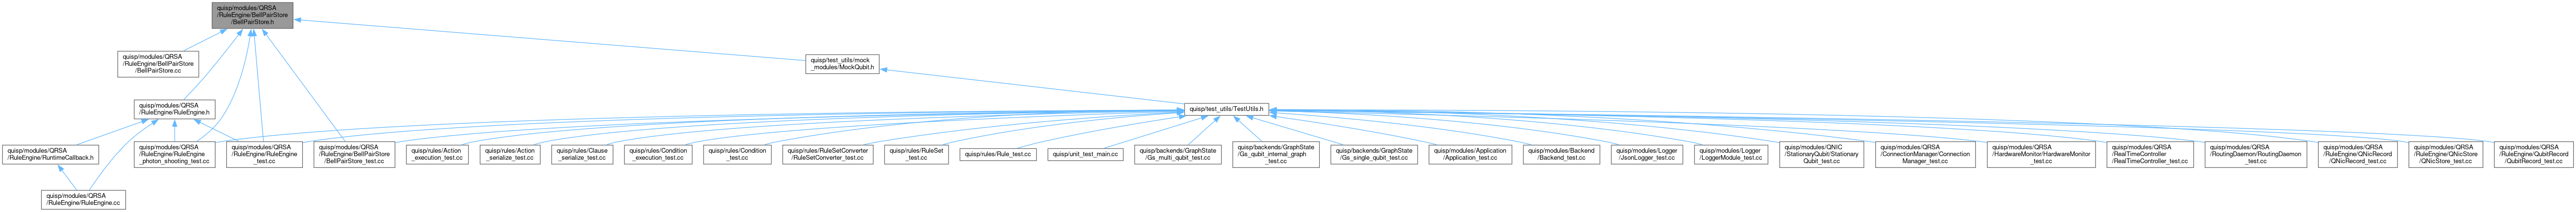 quisp/modules/QRSA
/RuleEngine/BellPairStore
/BellPairStore.h
quisp/modules/QRSA
/RuleEngine/BellPairStore
/BellPairStore.cc
quisp/test_utils/mock
_modules/MockQubit.h
quisp/modules/QRSA
/RuleEngine/RuleEngine.h
quisp/test_utils/TestUtils.h
quisp/modules/QRSA
/RuleEngine/RuntimeCallback.h
quisp/modules/QRSA
/RuleEngine/RuleEngine
_photon_shooting_test.cc
quisp/modules/QRSA
/RuleEngine/RuleEngine
_test.cc
quisp/modules/QRSA
/RuleEngine/BellPairStore
/BellPairStore_test.cc
quisp/rules/Action
_execution_test.cc
quisp/rules/Action
_serialize_test.cc
quisp/rules/Clause
_serialize_test.cc
quisp/rules/Condition
_execution_test.cc
quisp/rules/Condition
_test.cc
quisp/rules/RuleSetConverter
/RuleSetConverter_test.cc
quisp/rules/RuleSet
_test.cc
quisp/rules/Rule_test.cc
quisp/unit_test_main.cc
quisp/backends/GraphState
/Gs_multi_qubit_test.cc
quisp/backends/GraphState
/Gs_qubit_internal_graph
_test.cc
quisp/backends/GraphState
/Gs_single_qubit_test.cc
quisp/modules/Application
/Application_test.cc
quisp/modules/Backend
/Backend_test.cc
quisp/modules/Logger
/JsonLogger_test.cc
quisp/modules/Logger
/LoggerModule_test.cc
quisp/modules/QNIC
/StationaryQubit/Stationary
Qubit_test.cc
quisp/modules/QRSA
/ConnectionManager/Connection
Manager_test.cc
quisp/modules/QRSA
/HardwareMonitor/HardwareMonitor
_test.cc
quisp/modules/QRSA
/RealTimeController
/RealTimeController_test.cc
quisp/modules/QRSA
/RoutingDaemon/RoutingDaemon
_test.cc
quisp/modules/QRSA
/RuleEngine/QNicRecord
/QNicRecord_test.cc
quisp/modules/QRSA
/RuleEngine/QNicStore
/QNicStore_test.cc
quisp/modules/QRSA
/RuleEngine/QubitRecord
/QubitRecord_test.cc
quisp/modules/QRSA
/RuleEngine/RuleEngine.cc